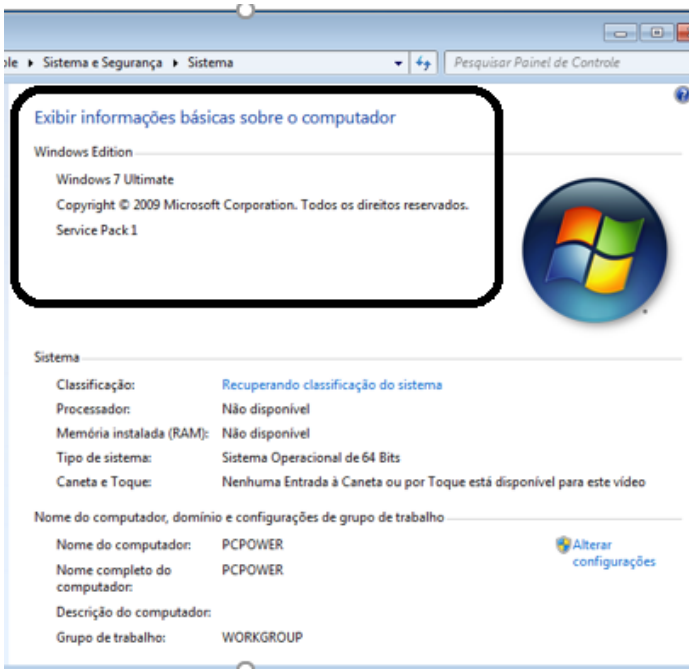 ole ▸ Sistema e Segurança ▸ Sistema
Pesquisar Painel de Controle
Exibir informações básicas sobre o computador
Windows Edition
Windows 7 Ultimate
Copyright © 2009 Microsoft Corporation. Todos os direitos reservados.
Service Pack 1
Sistema
Classificação: Recuperando classificação do sistema
Processador: Não disponível
Memória instalada (RAM): Não disponível
Tipo de sistema: Sistema Operacional de 64 Bits
Caneta e Toque: Nenhuma Entrada à Caneta ou por Toque está disponível para este vídeo
Nome do computador, domínio e configurações de grupo de trabalho
Nome do computador: PCPOWER
Alterar
configurações
Nome completo do
computador: PCPOWER
Descrição do computador:
Grupo de trabalho: WORKGROUP